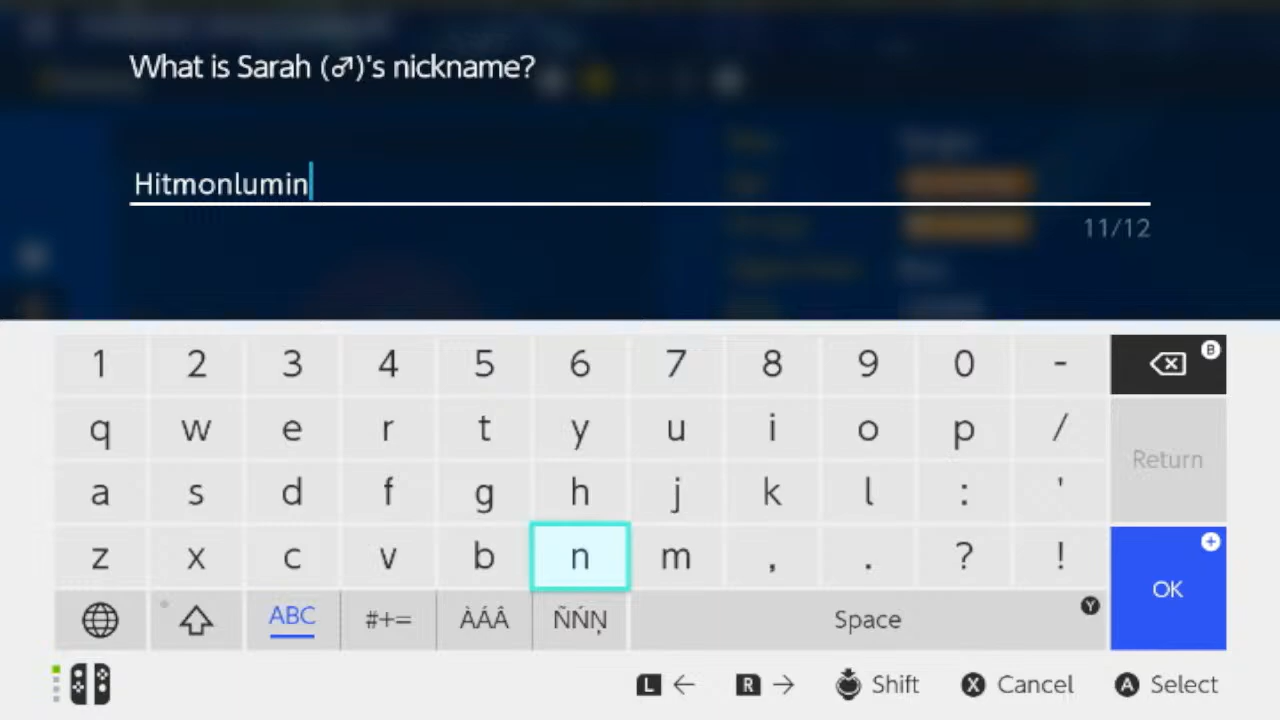 What is Sarah (♂)'s nickname?
Hitmonlumin
11/12
1 2 3 4 5 6 7 8 9 0 -
B
q w e r t y u i o p /
Return
a s d f g h j k l : '
z x c v b n m , . ? !
+
OK
ABC #+= ÀÁÂ ÑŃŅ Space Y
L ← R → Shift X Cancel A Select